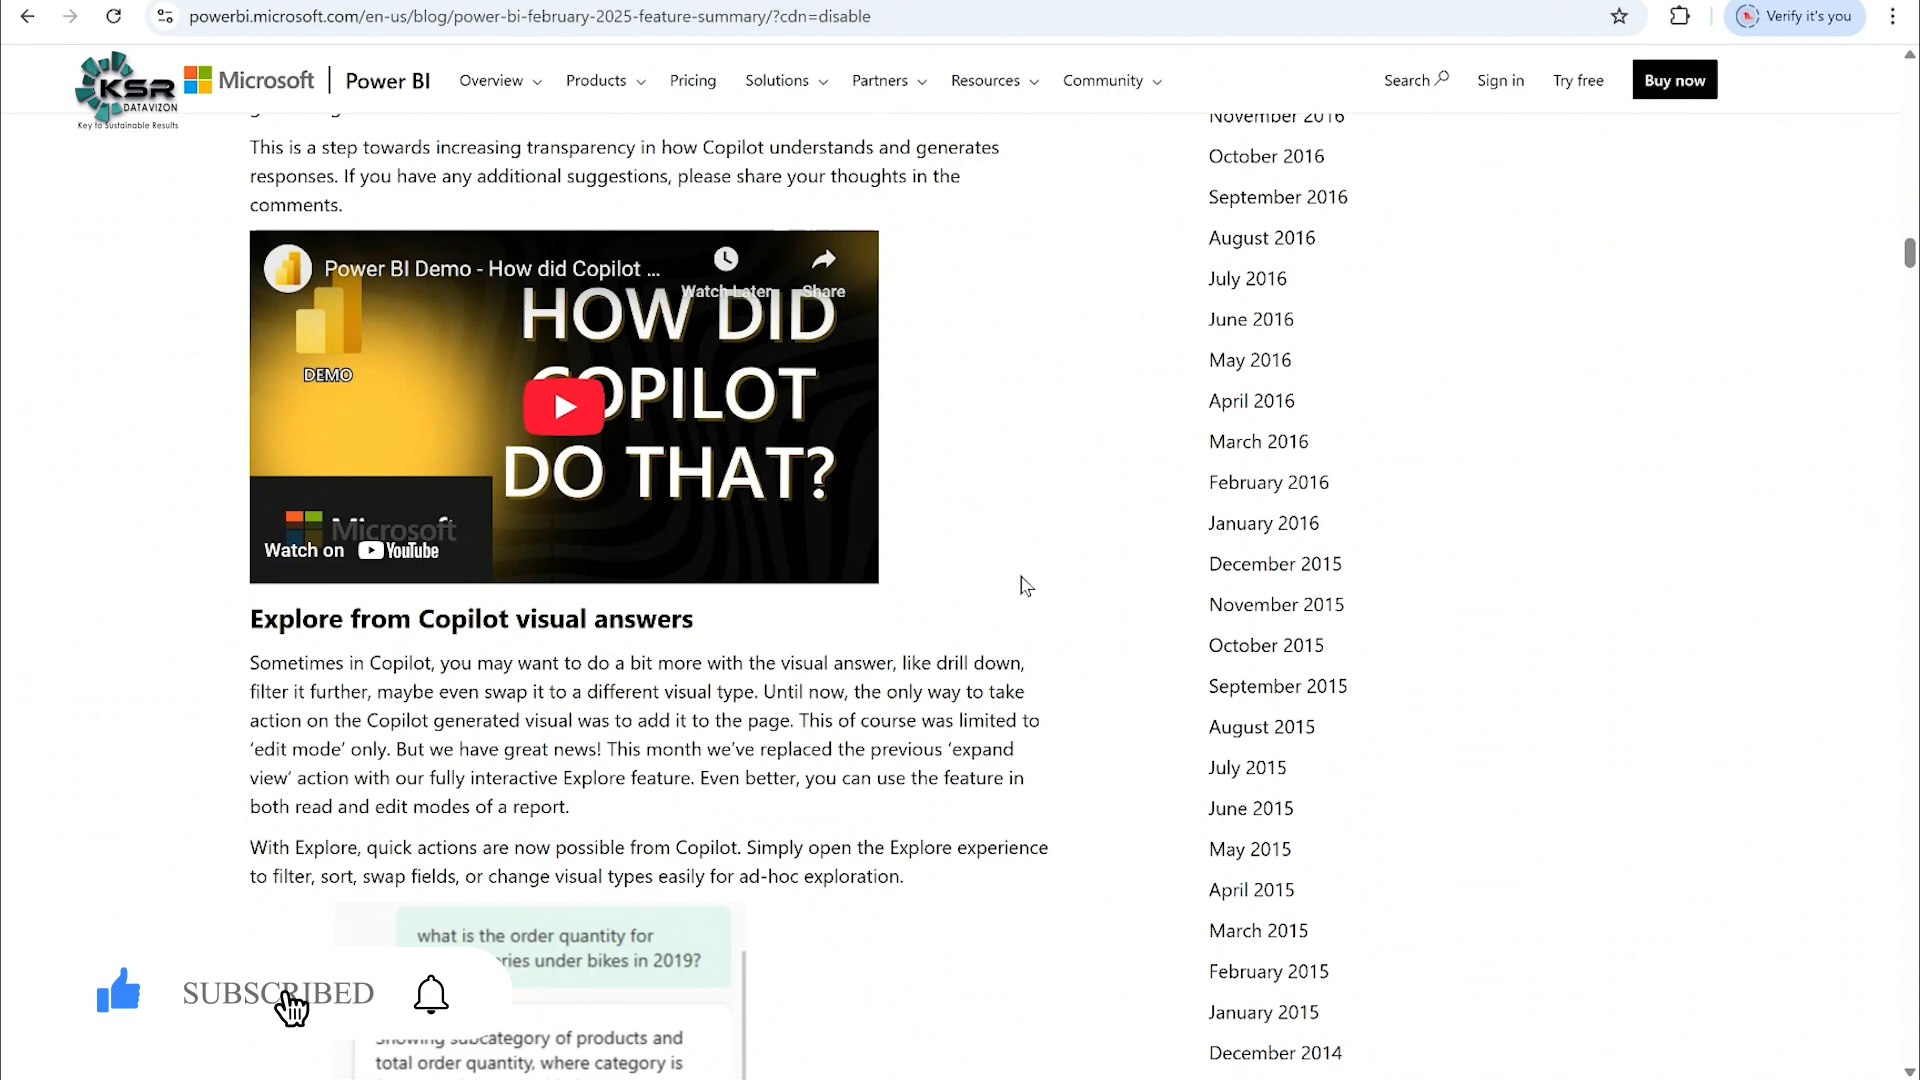 powerbi.microsoft.com/en-us/blog/power-bi-february-2025-feature-summary/?cdn=disable
Verify it's you
KSR
DATAVIZON
Key to Sustainable Results
Microsoft
Power BI
Overview
Products
Pricing
Solutions
Partners
Resources
Community
Search
Sign in
Try free
Buy now
This is a step towards increasing transparency in how Copilot understands and generates
responses. If you have any additional suggestions, please share your thoughts in the
comments.
Power BI Demo - How did Copilot ...
Watch Later
Share
DEMO
HOW DID
COPILOT
DO THAT?
Microsoft
Watch on YouTube
Explore from Copilot visual answers
Sometimes in Copilot, you may want to do a bit more with the visual answer, like drill down,
filter it further, maybe even swap it to a different visual type. Until now, the only way to take
action on the Copilot generated visual was to add it to the page. This of course was limited to
‘edit mode’ only. But we have great news! This month we’ve replaced the previous ‘expand
view’ action with our fully interactive Explore feature. Even better, you can use the feature in
both read and edit modes of a report.
With Explore, quick actions are now possible from Copilot. Simply open the Explore experience
to filter, sort, swap fields, or change visual types easily for ad-hoc exploration.
what is the order quantity for
under bikes in 2019?
SUBSCRIBED
Showing subcategory of products and
total order quantity, where category is
November 2016
October 2016
September 2016
August 2016
July 2016
June 2016
May 2016
April 2016
March 2016
February 2016
January 2016
December 2015
November 2015
October 2015
September 2015
August 2015
July 2015
June 2015
May 2015
April 2015
March 2015
February 2015
January 2015
December 2014